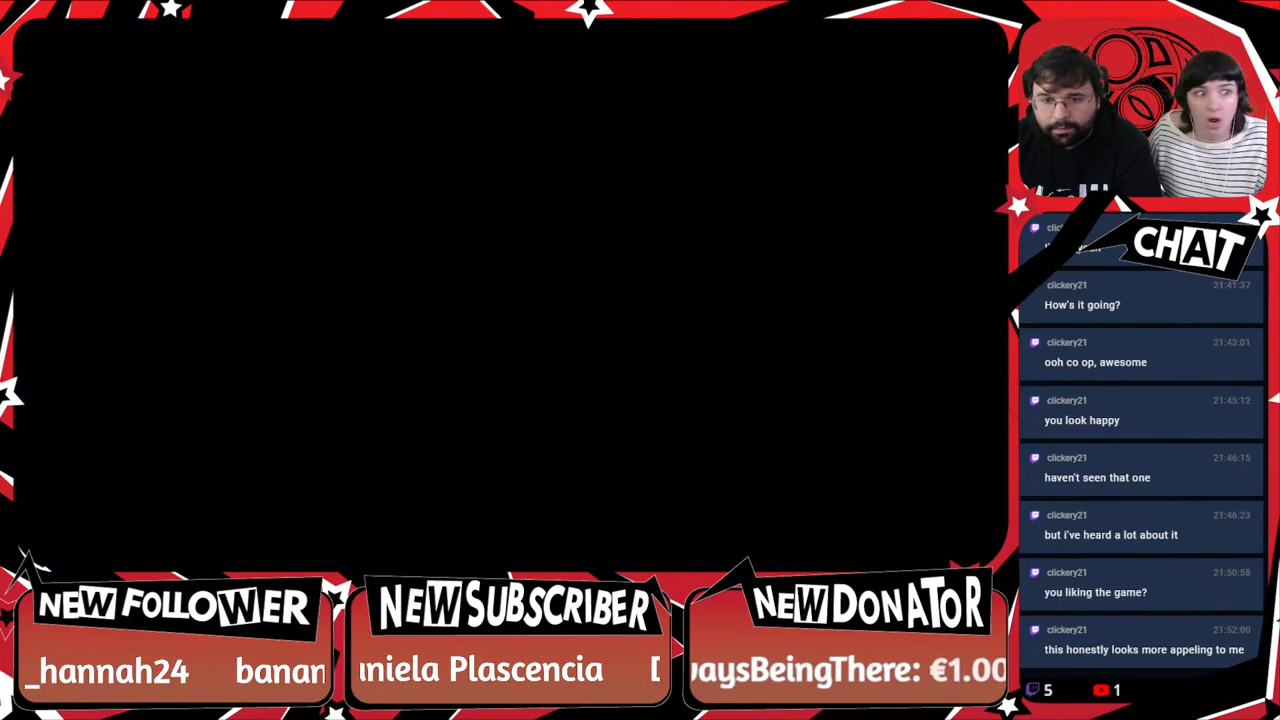 CHAT
21:41:37
clickery21
How's it going?
clickery21 21:43:01
ooh co op, awesome
clickery21 21:45:12
you look happy
clickery21 21:46:15
haven't seen that one
clickery21 21:46:23
but i've heard a lot about it
clickery21 21:50:58
you liking the game?
clickery21 21:52:00
this honestly looks more appeling to me
5 1
NEW FOLLOWER
_hannah24 banan
NEW SUBSCRIBER
miela Plascencia
NEW DONATOR
waysBeingThere: €1.00